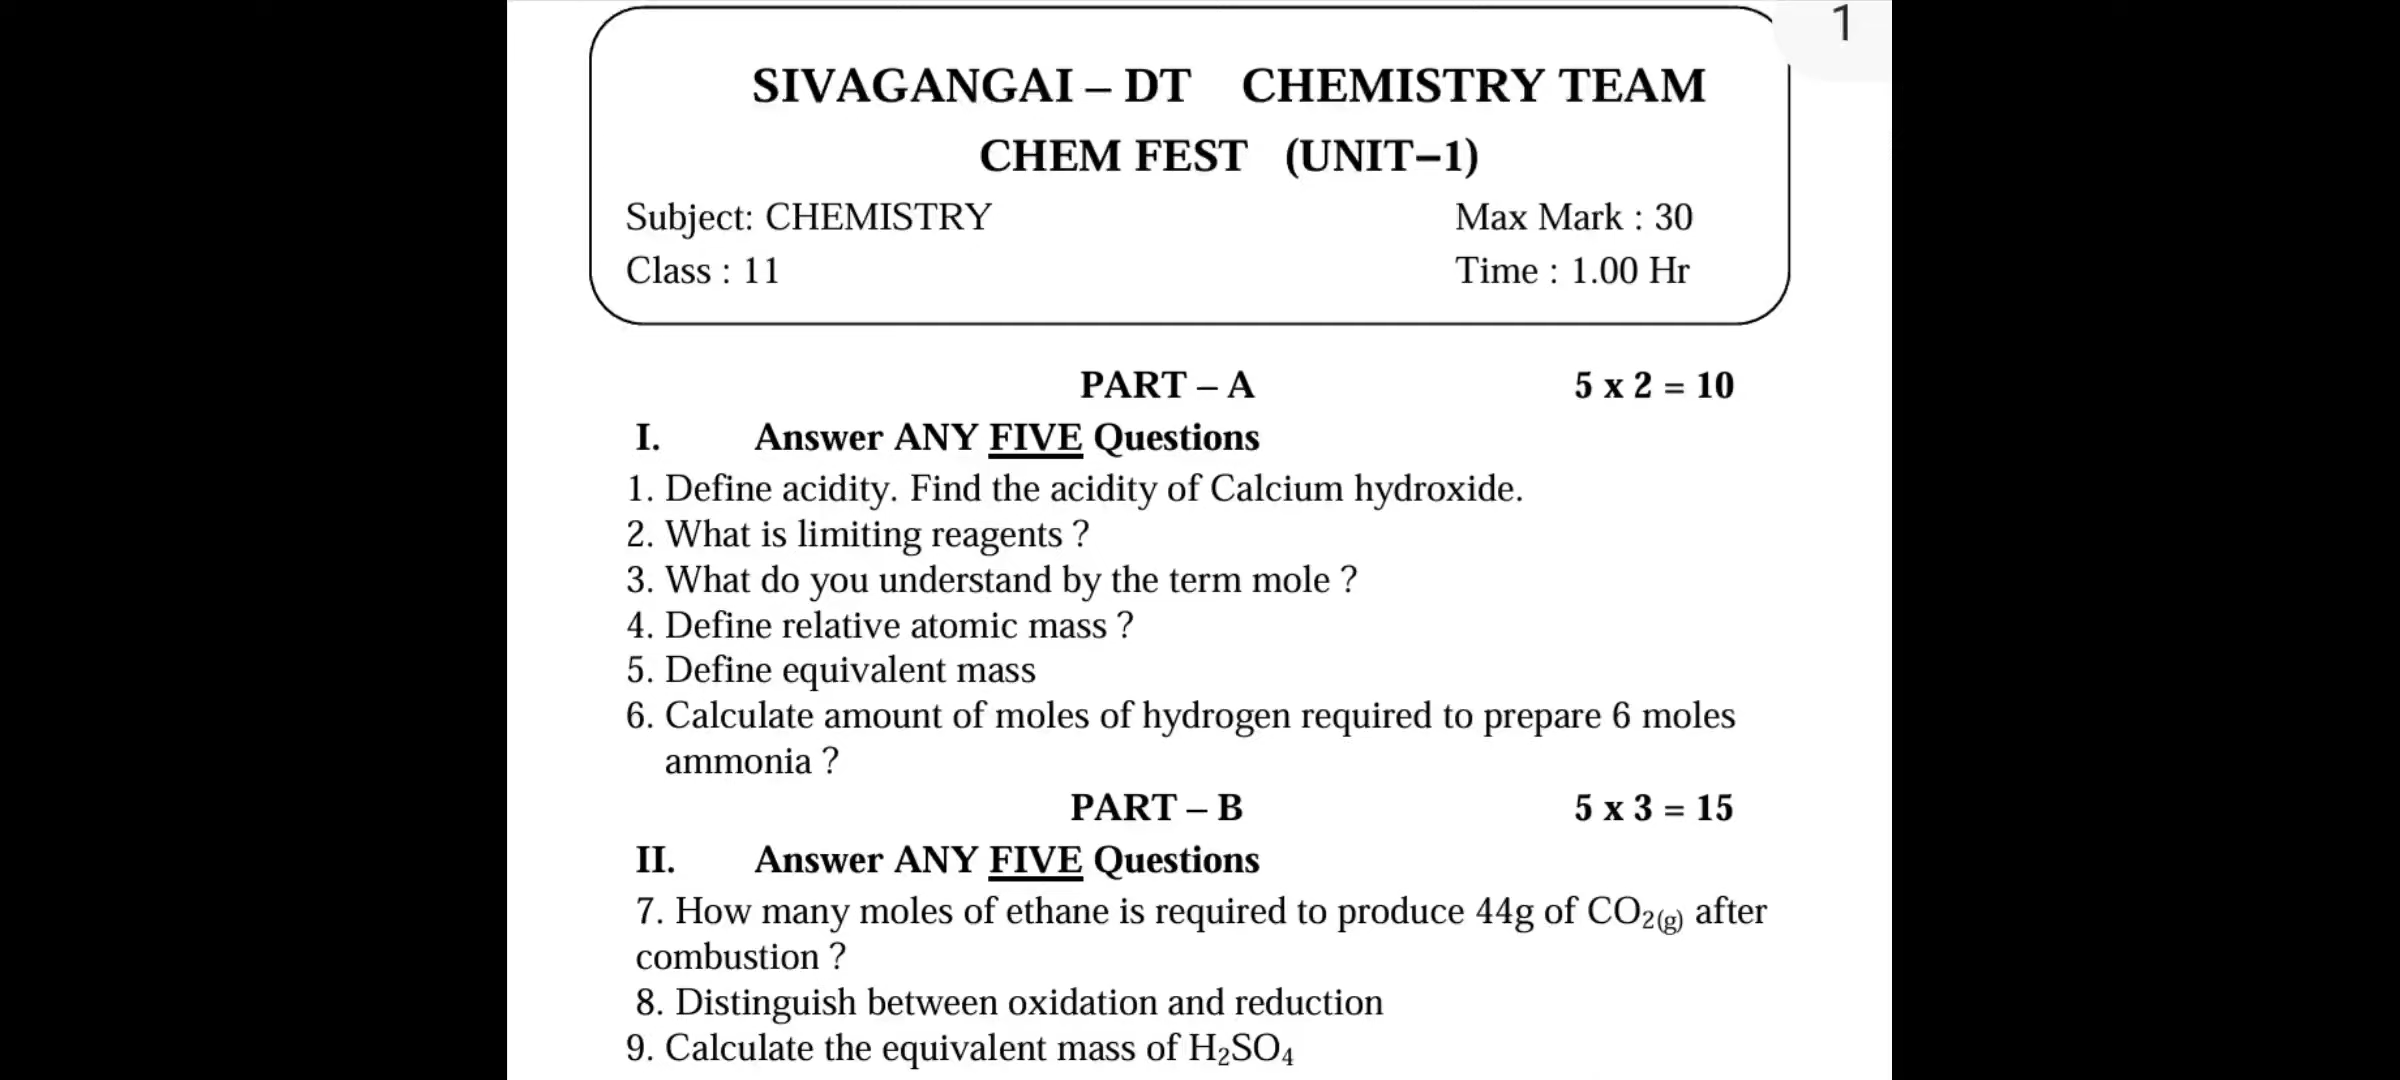 1
SIVAGANGAI – DT CHEMISTRY TEAM
CHEM FEST (UNIT–1)
Subject: CHEMISTRY Max Mark : 30
Class : 11 Time : 1.00 Hr
PART – A 5 x 2 = 10
I. Answer ANY FIVE Questions
1. Define acidity. Find the acidity of Calcium hydroxide.
2. What is limiting reagents ?
3. What do you understand by the term mole ?
4. Define relative atomic mass ?
5. Define equivalent mass
6. Calculate amount of moles of hydrogen required to prepare 6 moles
ammonia ?
PART – B 5 x 3 = 15
II. Answer ANY FIVE Questions
7. How many moles of ethane is required to produce 44g of CO₂(g) after
combustion ?
8. Distinguish between oxidation and reduction
9. Calculate the equivalent mass of H₂SO₄